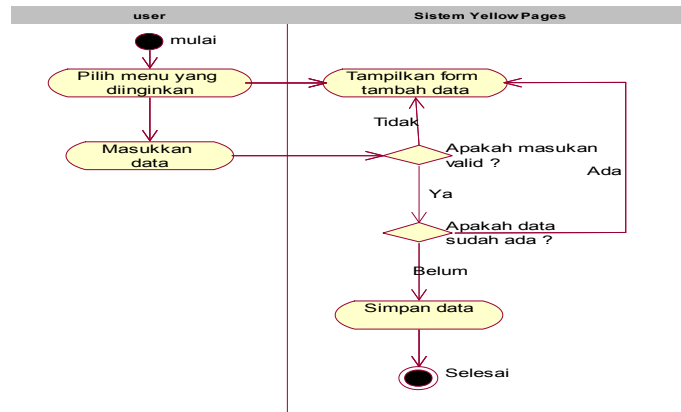 user
Sistem YellowPages
mulai
Pilih menu yang
diinginkan
Tampilkan form
tambah data
Tidak
Masukkan
data
Apakah masukan
valid ?
Ada
Ya
Apakah data
sudah ada ?
Belum
Simpan data
Selesai